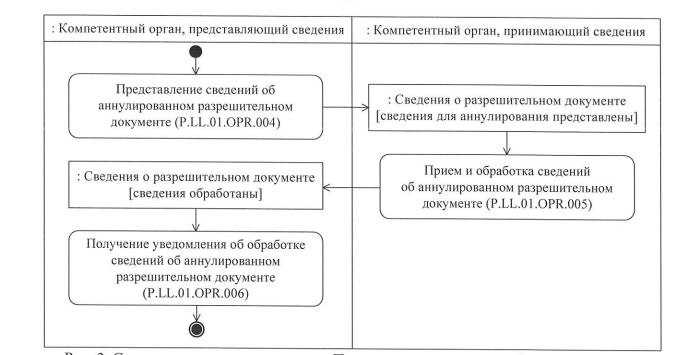 : Компетентный орган, представляющий сведения
: Компетентный орган, принимающий сведения
Представление сведений об
аннулированном разрешительном
документе (P.LL.01.OPR.004)
: Сведения о разрешительном документе
[сведения для аннулирования представлены]
: Сведения о разрешительном документе
[сведения обработаны]
Прием и обработка сведений
об аннулированном разрешительном
документе (P.LL.01.OPR.005)
Получение уведомления об обработке
сведений об аннулированном
разрешительном документе
(P.LL.01.OPR.006)